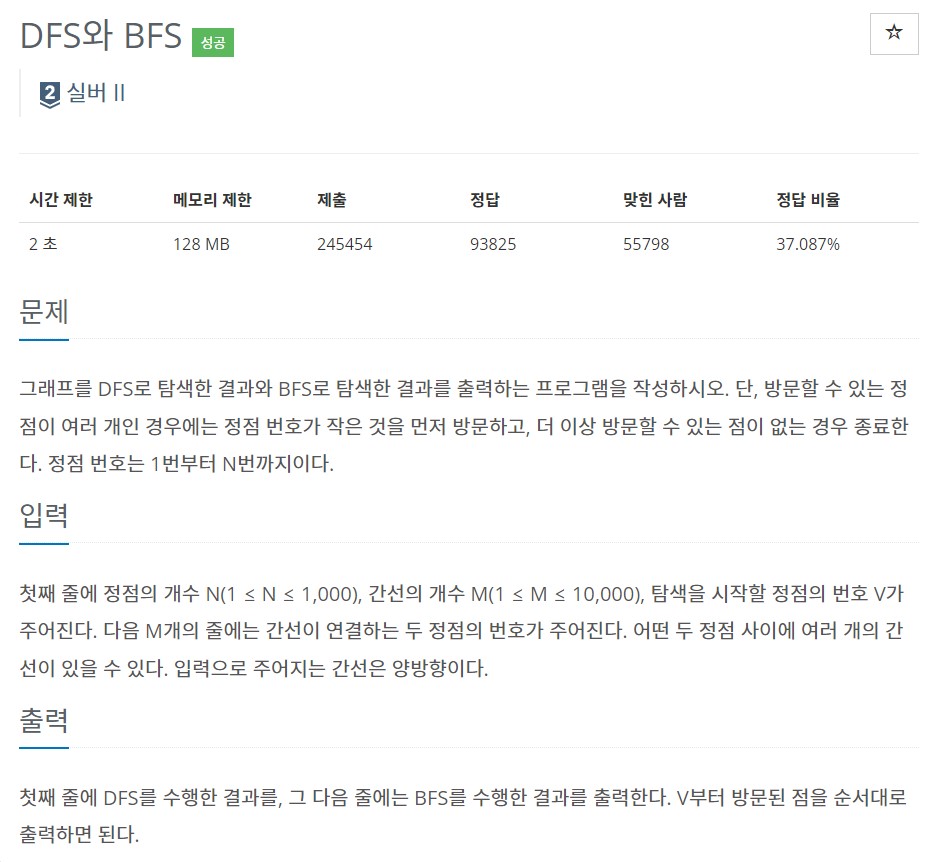 DFS와 BFS 성공
☆
2 실버 II
시간 제한 메모리 제한 제출 정답 맞힌 사람 정답 비율
2 초 128 MB 245454 93825 55798 37.087%
문제
그래프를 DFS로 탐색한 결과와 BFS로 탐색한 결과를 출력하는 프로그램을 작성하시오. 단, 방문할 수 있는 정
점이 여러 개인 경우에는 정점 번호가 작은 것을 먼저 방문하고, 더 이상 방문할 수 있는 점이 없는 경우 종료한
다. 정점 번호는 1번부터 N번까지이다.
입력
첫째 줄에 정점의 개수 N(1 ≤ N ≤ 1,000), 간선의 개수 M(1 ≤ M ≤ 10,000), 탐색을 시작할 정점의 번호 V가
주어진다. 다음 M개의 줄에는 간선이 연결하는 두 정점의 번호가 주어진다. 어떤 두 정점 사이에 여러 개의 간
선이 있을 수 있다. 입력으로 주어지는 간선은 양방향이다.
출력
첫째 줄에 DFS를 수행한 결과를, 그 다음 줄에는 BFS를 수행한 결과를 출력한다. V부터 방문된 점을 순서대로
출력하면 된다.